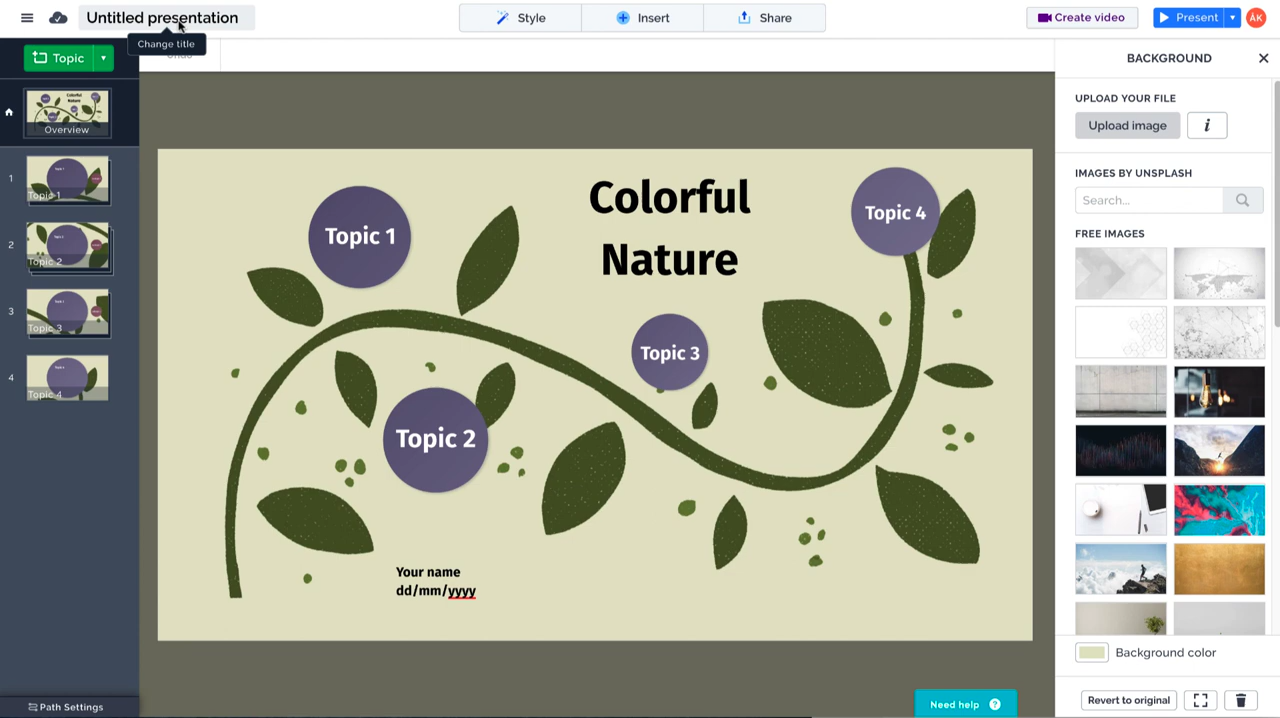 Untitled presentation
Style
Insert
Share
Create video
Present
ÁK
Change title
Topic
Undo
BACKGROUND
Overview
1
Topic 1
2
Topic 2
3
Topic 3
4
Topic 4
Path Settings
Colorful
Nature
Topic 1
Topic 2
Topic 3
Topic 4
Your name
dd/mm/yyyy
UPLOAD YOUR FILE
Upload image
i
IMAGES BY UNSPLASH
Search...
FREE IMAGES
Background color
Revert to original
Need help ?